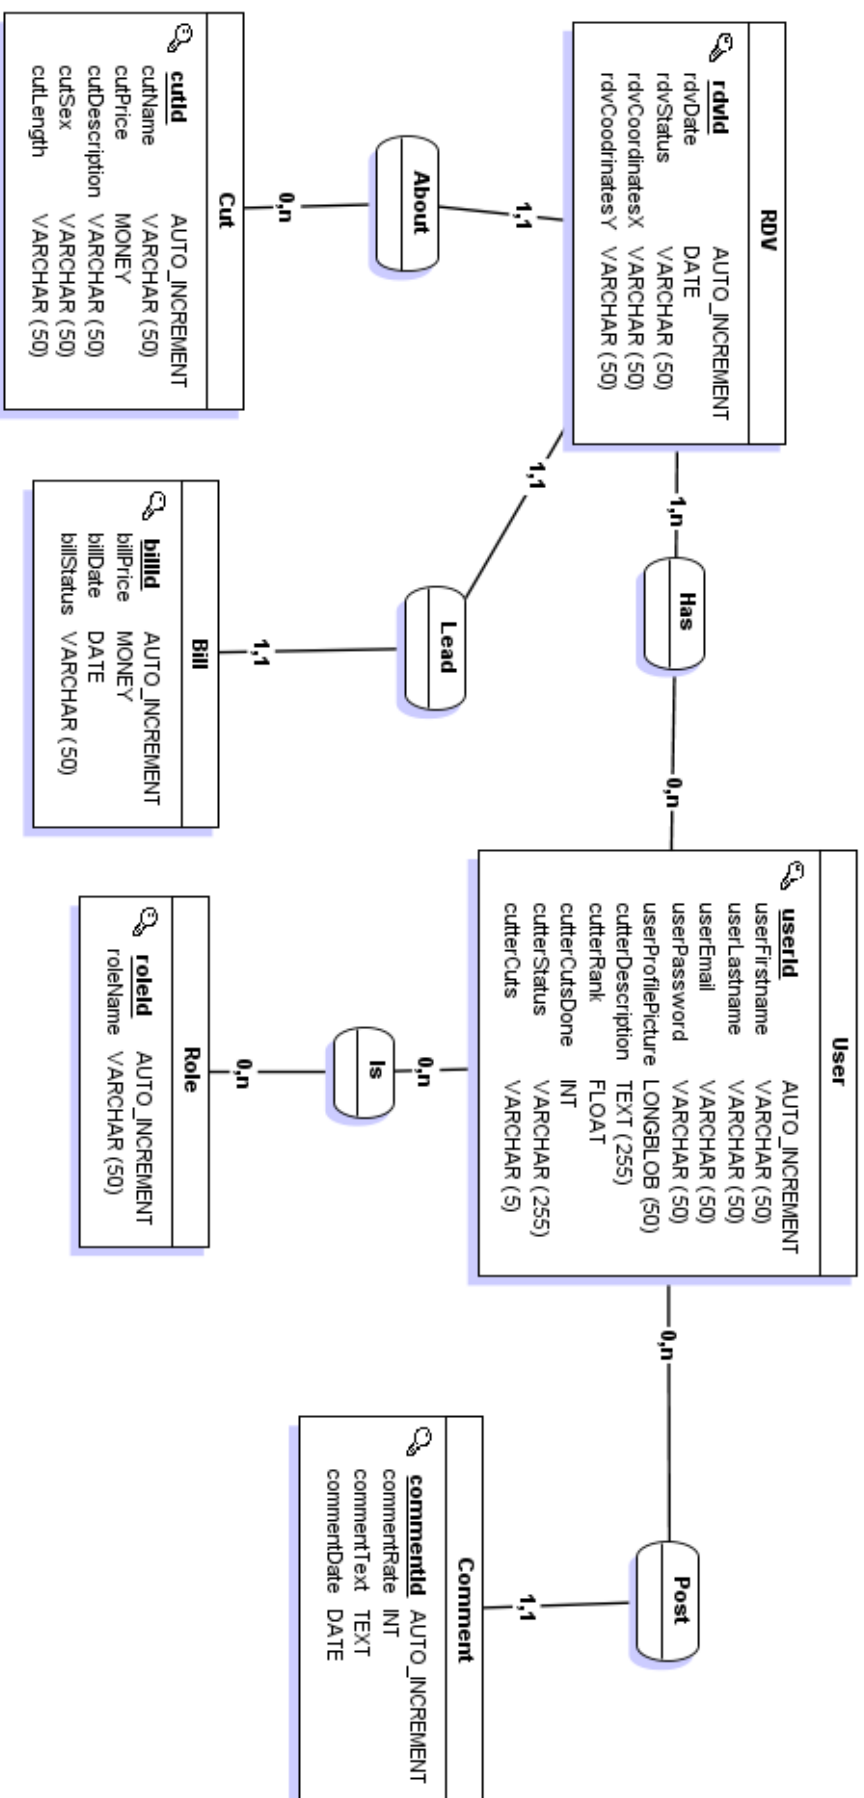 RDV
rdvId AUTO_INCREMENT
rdvDate DATE
rdvStatus VARCHAR (50)
rdvCoordinatesX VARCHAR (50)
rdvCoodrinatesY VARCHAR (50)
1,n
Has
0,n
User
userId AUTO_INCREMENT
userFirstname VARCHAR (50)
userLastname VARCHAR (50)
userEmail VARCHAR (50)
userPassword VARCHAR (50)
userProfilePicture LONGBLOB (50)
cutterDescription TEXT (255)
cutterRank FLOAT
cutterCutsDone INT
cutterStatus VARCHAR (255)
cutterCuts VARCHAR (5)
0,n
Post
1,1
1,1
About
0,n
1,1
Lead
1,1
0,n
Is
0,n
Comment
commentId AUTO_INCREMENT
commentRate INT
commentText TEXT
commentDate DATE
Cut
cutId AUTO_INCREMENT
cutName VARCHAR (50)
cutPrice MONEY
cutDescription VARCHAR (50)
cutSex VARCHAR (50)
cutLength VARCHAR (50)
Bill
billId AUTO_INCREMENT
billPrice MONEY
billDate DATE
billStatus VARCHAR (50)
Role
roleId AUTO_INCREMENT
roleName VARCHAR (50)